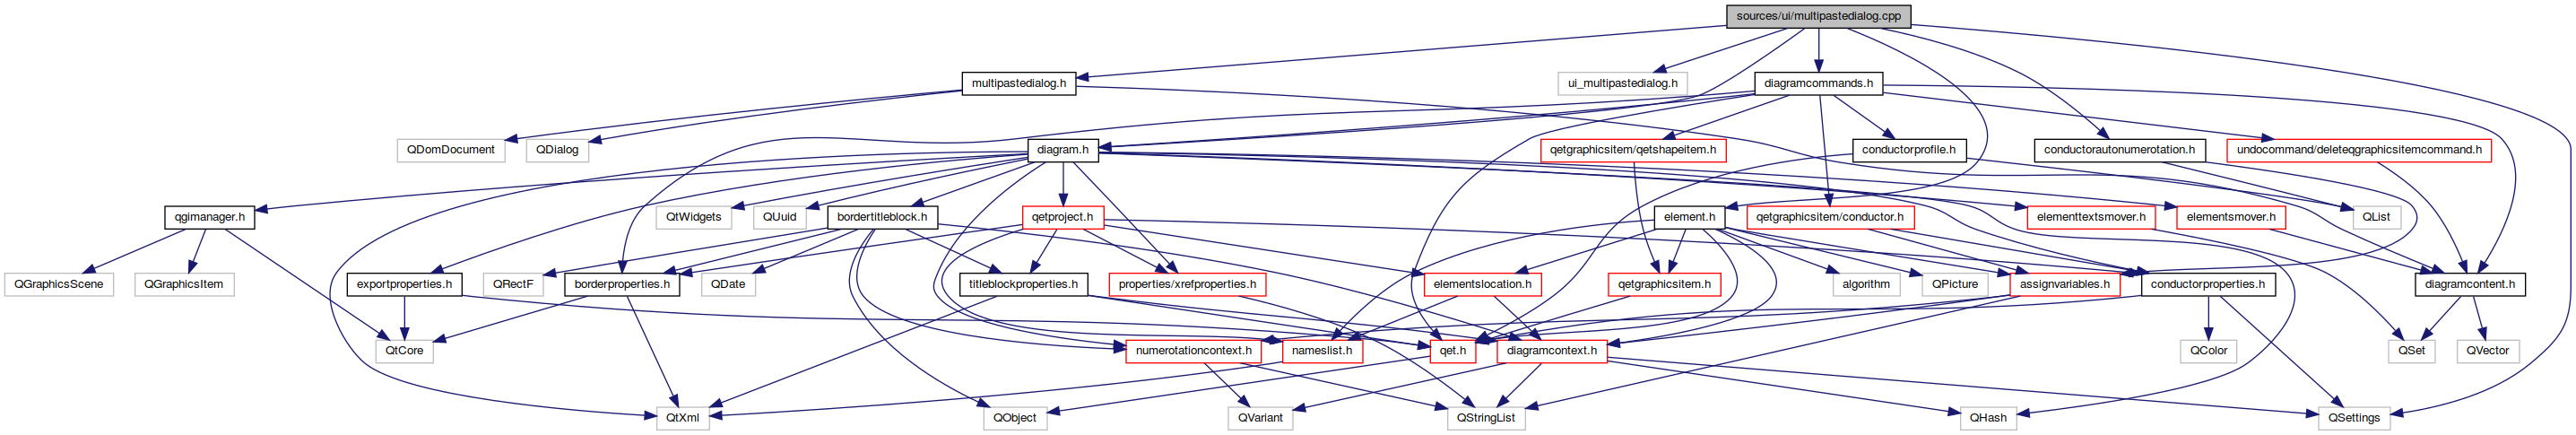 sources/ui/multipastedialog.cpp
multipastedialog.h
ui_multipastedialog.h
diagramcommands.h
QDomDocument
QDialog
diagram.h
qetgraphicsitem/qetshapeitem.h
conductorprofile.h
conductorautonumerotation.h
undocommand/deleteqgraphicsitemcommand.h
qgimanager.h
QtWidgets
QUuid
bordertitleblock.h
qetproject.h
element.h
qetgraphicsitem/conductor.h
elementtextsmover.h
elementsmover.h
QList
QGraphicsScene
QGraphicsItem
exportproperties.h
QRectF
borderproperties.h
QDate
titleblockproperties.h
properties/xrefproperties.h
elementslocation.h
qetgraphicsitem.h
algorithm
QPicture
assignvariables.h
conductorproperties.h
diagramcontent.h
QtCore
numerotationcontext.h
nameslist.h
qet.h
diagramcontext.h
QColor
QSet
QVector
QtXml
QObject
QVariant
QStringList
QHash
QSettings